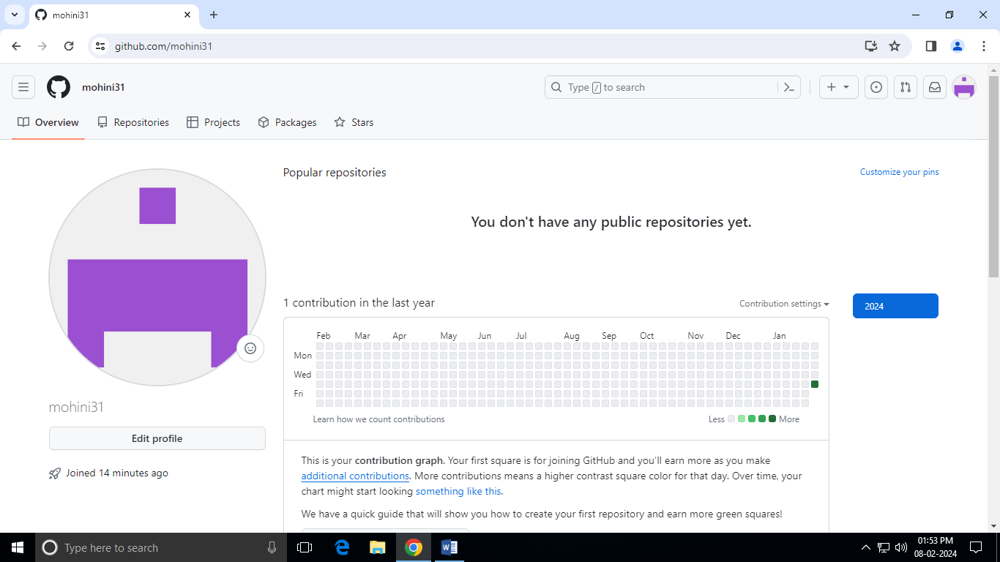 mohini31
github.com/mohini31
mohini31
Type / to search
Overview
Repositories
Projects
Packages
Stars
Popular repositories
Customize your pins
You don't have any public repositories yet.
1 contribution in the last year
Contribution settings
2024
Feb Mar Apr May Jun Jul Aug Sep Oct Nov Dec Jan
Mon
Wed
Fri
Learn how we count contributions
Less More
mohini31
Edit profile
Joined 14 minutes ago
This is your contribution graph. Your first square is for joining GitHub and you'll earn more as you make
additional contributions. More contributions means a higher contrast square color for that day. Over time, your
chart might start looking something like this.
We have a quick guide that will show you how to create your first repository and earn more green squares!
Type here to search
01:53 PM
08-02-2024